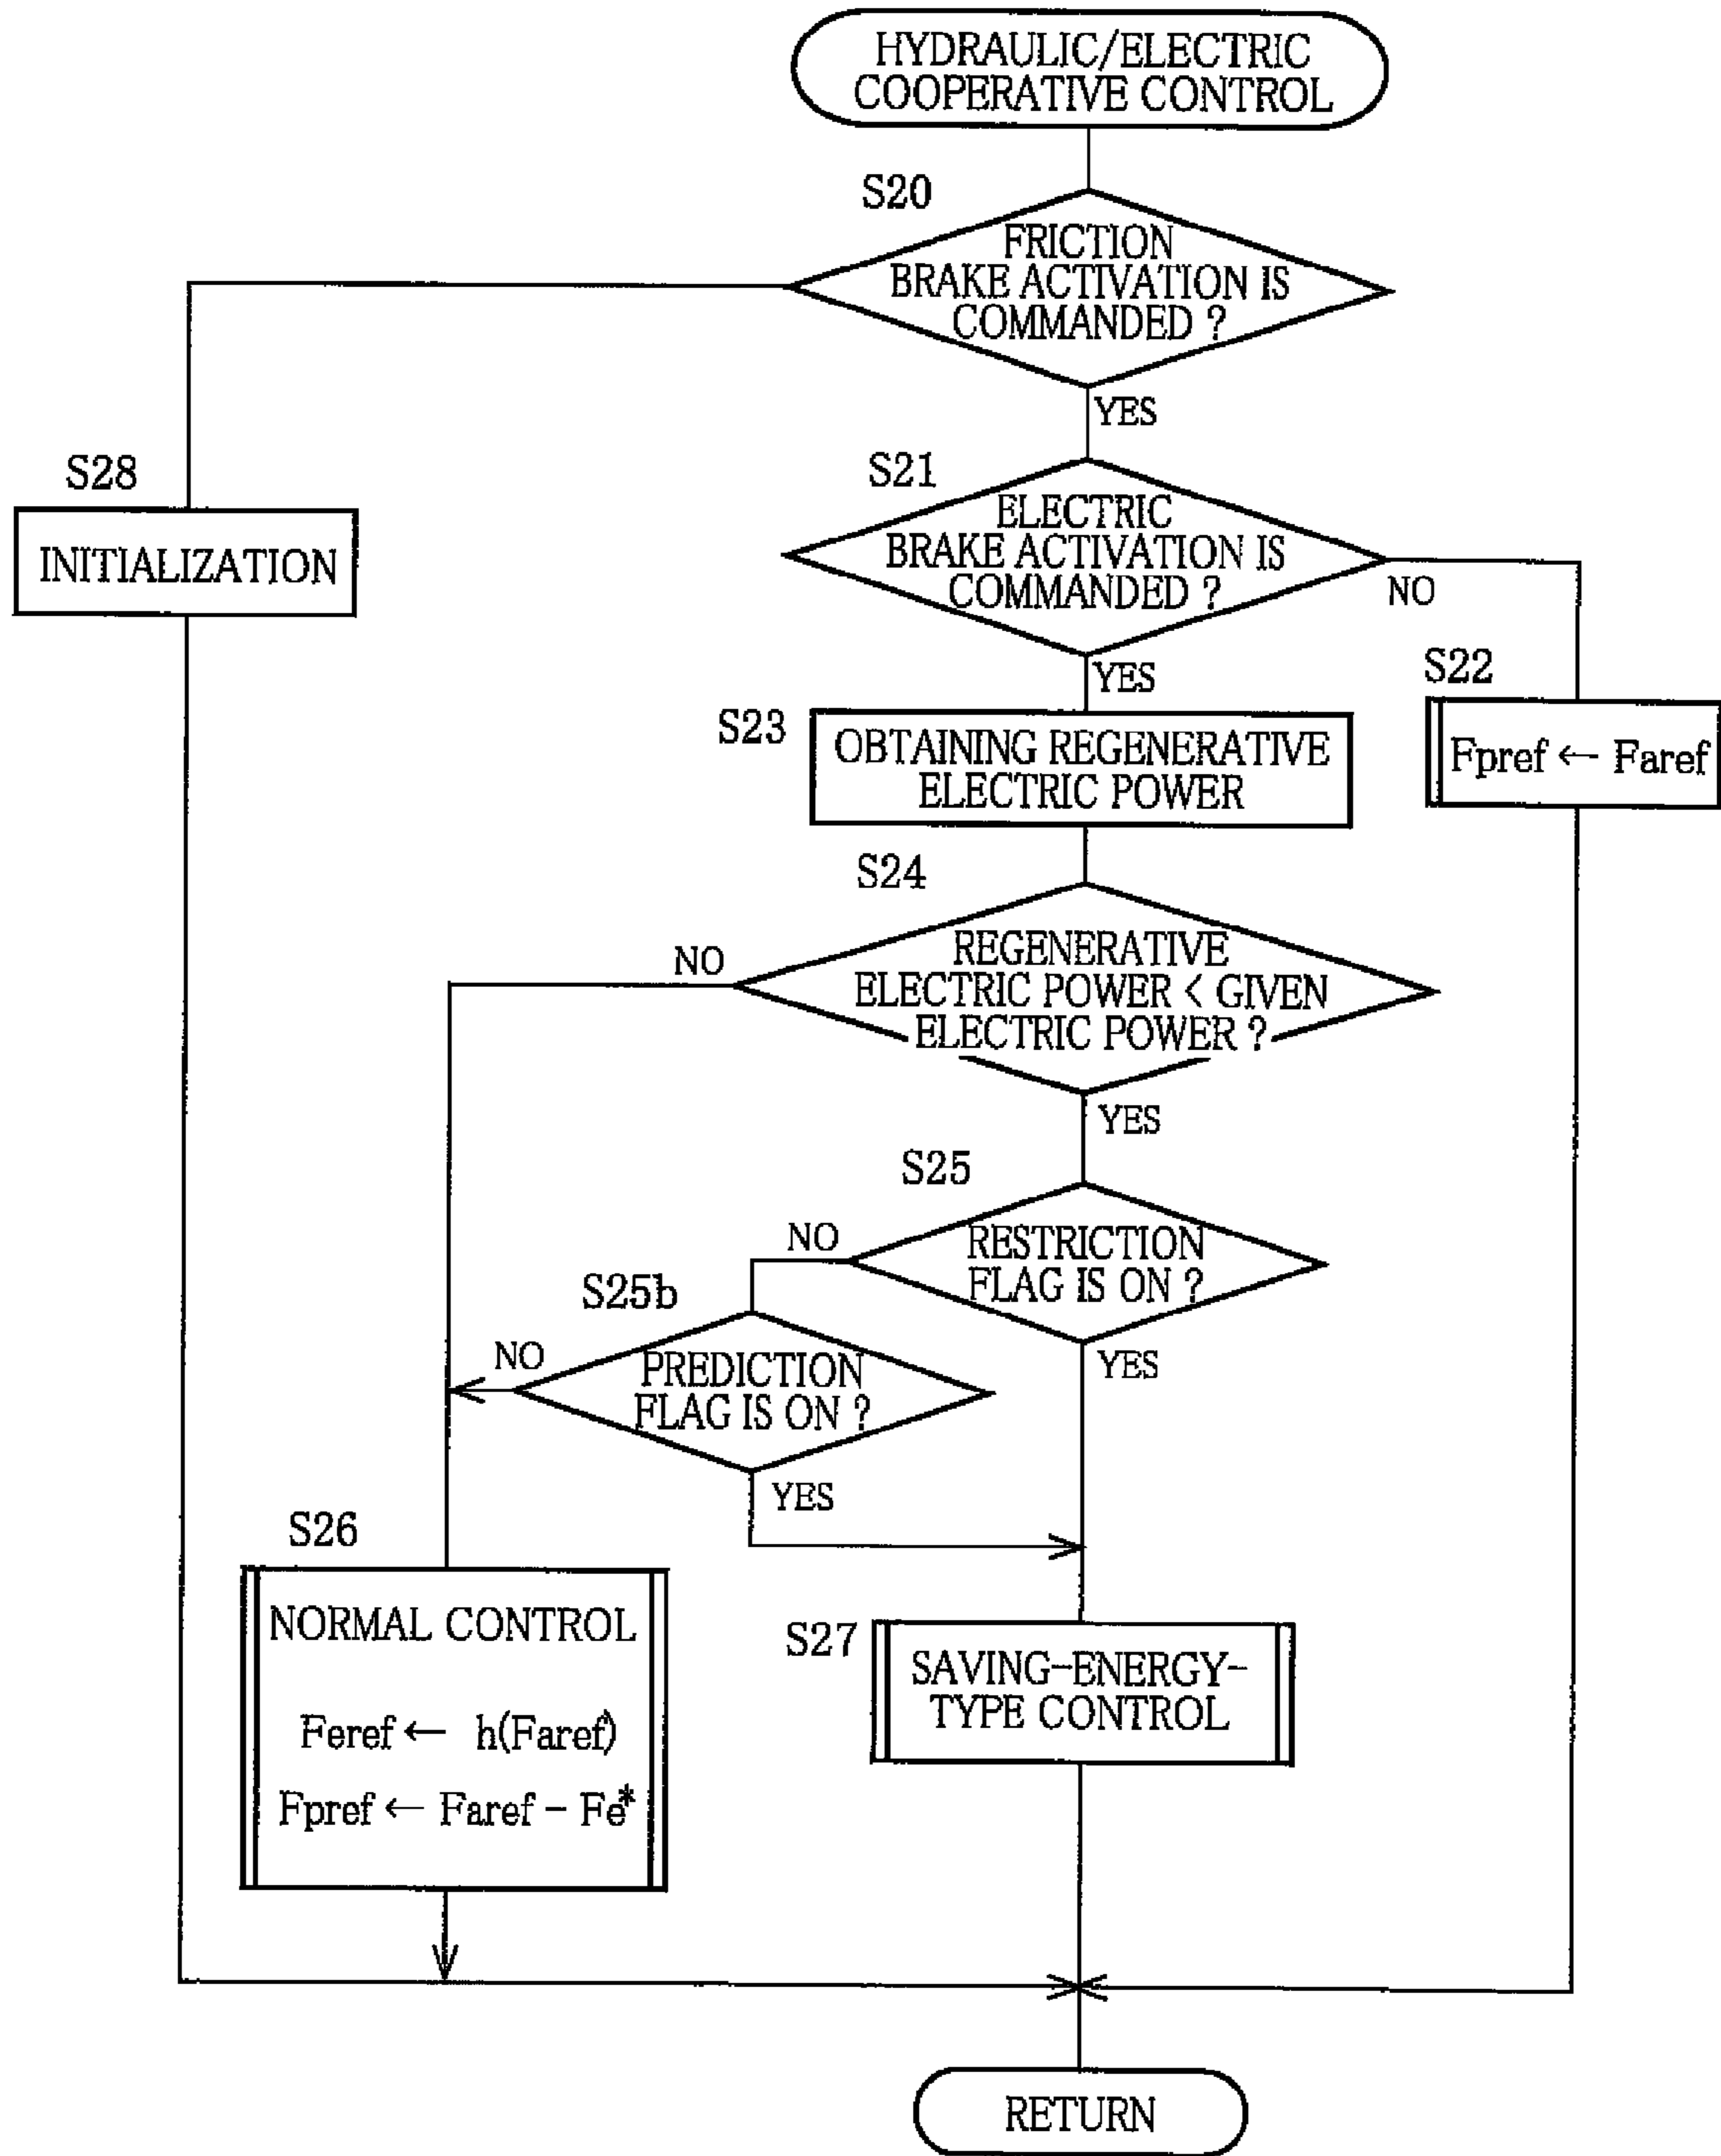 HYDRAULIC/ELECTRIC
COOPERATIVE CONTROL
S20
FRICTION
BRAKE ACTIVATION IS
COMMANDED ?
YES
S28
INITIALIZATION
S21
ELECTRIC
BRAKE ACTIVATION IS
COMMANDED ?
NO
YES
S22
Fpref ← Faref
S23
OBTAINING REGENERATIVE
ELECTRIC POWER
S24
NO
REGENERATIVE
ELECTRIC POWER < GIVEN
ELECTRIC POWER ?
YES
S25
NO
RESTRICTION
FLAG IS ON ?
YES
S25b
NO
PREDICTION
FLAG IS ON ?
YES
S26
NORMAL CONTROL
Feref ← h(Faref)
Fpref ← Faref - Fe*
S27
SAVING-ENERGY-
TYPE CONTROL
RETURN